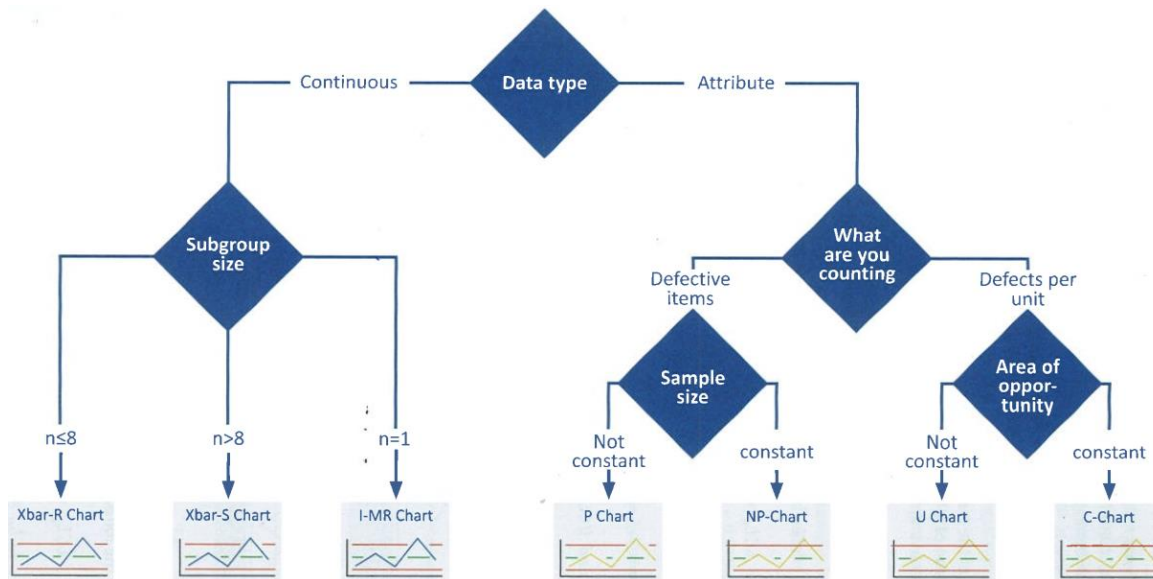 Data type
Continuous
Attribute
Subgroup
size
What
are you
counting
Defective
items
Defects per
unit
Sample
size
Area of
oppor-
tunity
n≤8
n>8
n=1
Not
constant
constant
Not
constant
constant
Xbar-R Chart
Xbar-S Chart
I-MR Chart
P Chart
NP-Chart
U Chart
C-Chart